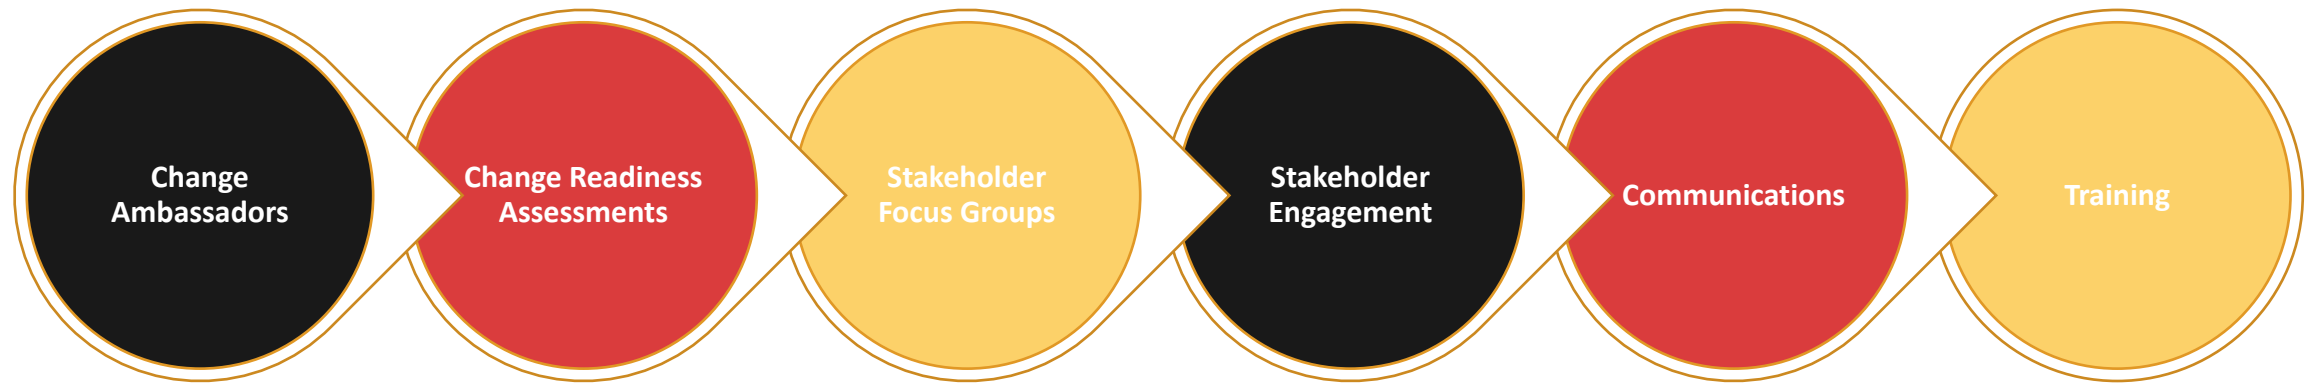 Change
Ambassadors
Change Readiness
Assessments
Stakeholder
Focus Groups
Stakeholder
Engagement
Communications
Training